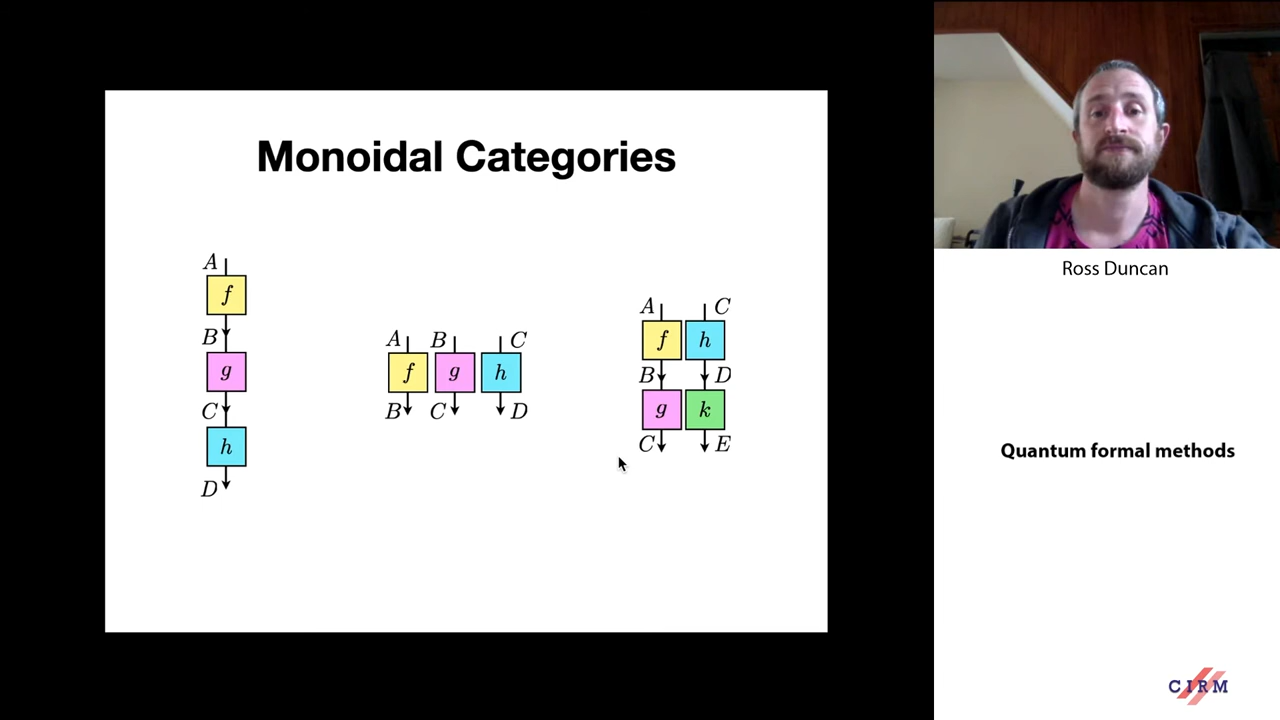 Monoidal Categories
A
f
B
g
C
h
D
A B C
f g h
B C D
A C
f h
B D
g k
C E
Ross Duncan
Quantum formal methods
CIRM